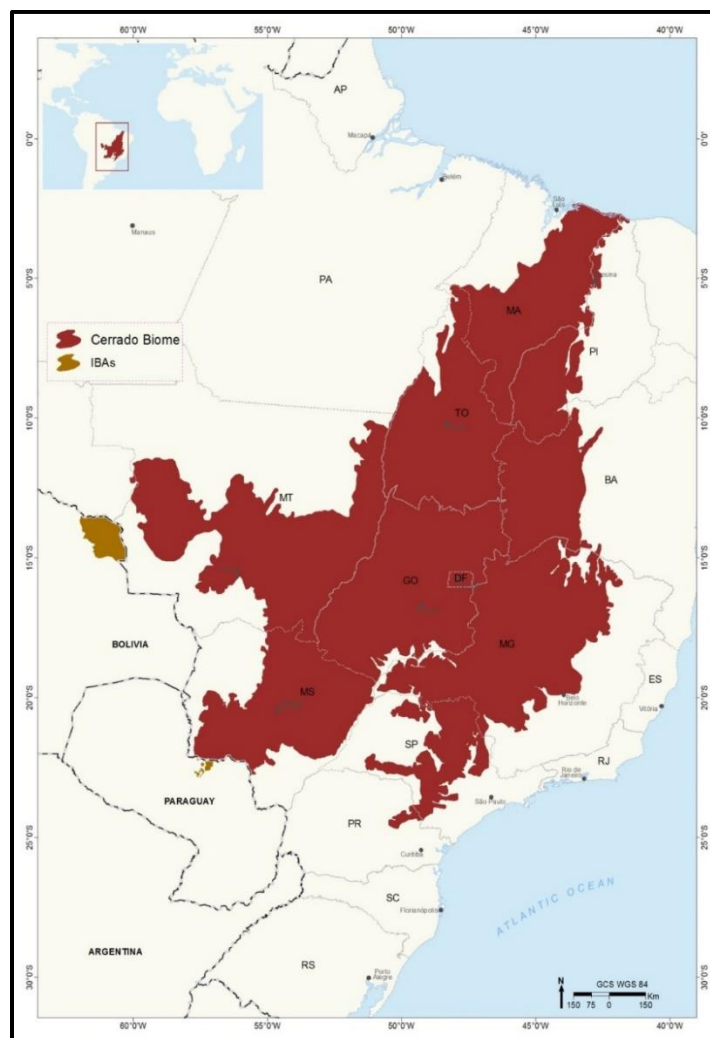 60°0'W 55°0'W 50°0'W 45°0'W 40°0'W
AP
Macapá
0°0'
0°0'
Belém
São
Luís
Manaus
5°0'S
PA
MA
5°0'S
Cerrado Biome
IBAs
PI
10°0'S
TO
10°0'S
MT
BA
15°0'S
GO
DF
15°0'S
BOLIVIA
MG
MS
ES
20°0'S
Belo
Horizonte
Vitória
20°0'S
SP
RJ
Rio de
Janeiro
PARAGUAY
São Paulo
25°0'S
PR
Curitiba
25°0'S
SC
ATLANTIC OCEAN
Florianópolis
ARGENTINA
RS
Porto
Alegre
30°0'S
N
GCS WGS 84
150 75 0 150
Km
30°0'S
60°0'W 55°0'W 50°0'W 45°0'W 40°0'W